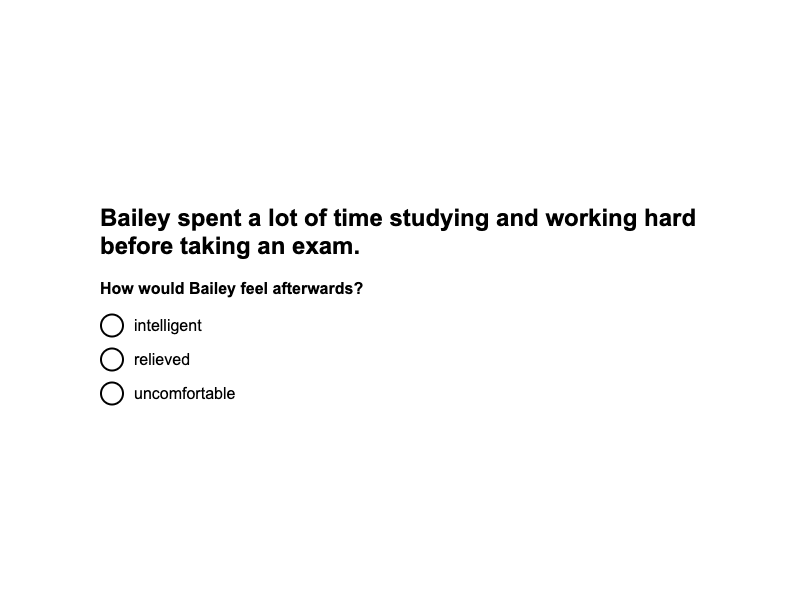 Bailey spent a lot of time studying and working hard
before taking an exam.
How would Bailey feel afterwards?
intelligent
relieved
uncomfortable